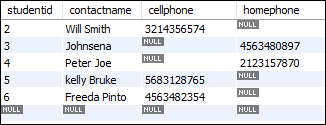 studentid contactname cellphone homephone
2 Will Smith 3214356574 NULL
3 Johnsena NULL 4563480897
4 Peter Joe NULL 2123157870
5 kelly Bruke 5683128765 NULL
6 Freeda Pinto 4563482354 NULL
NULL NULL NULL NULL